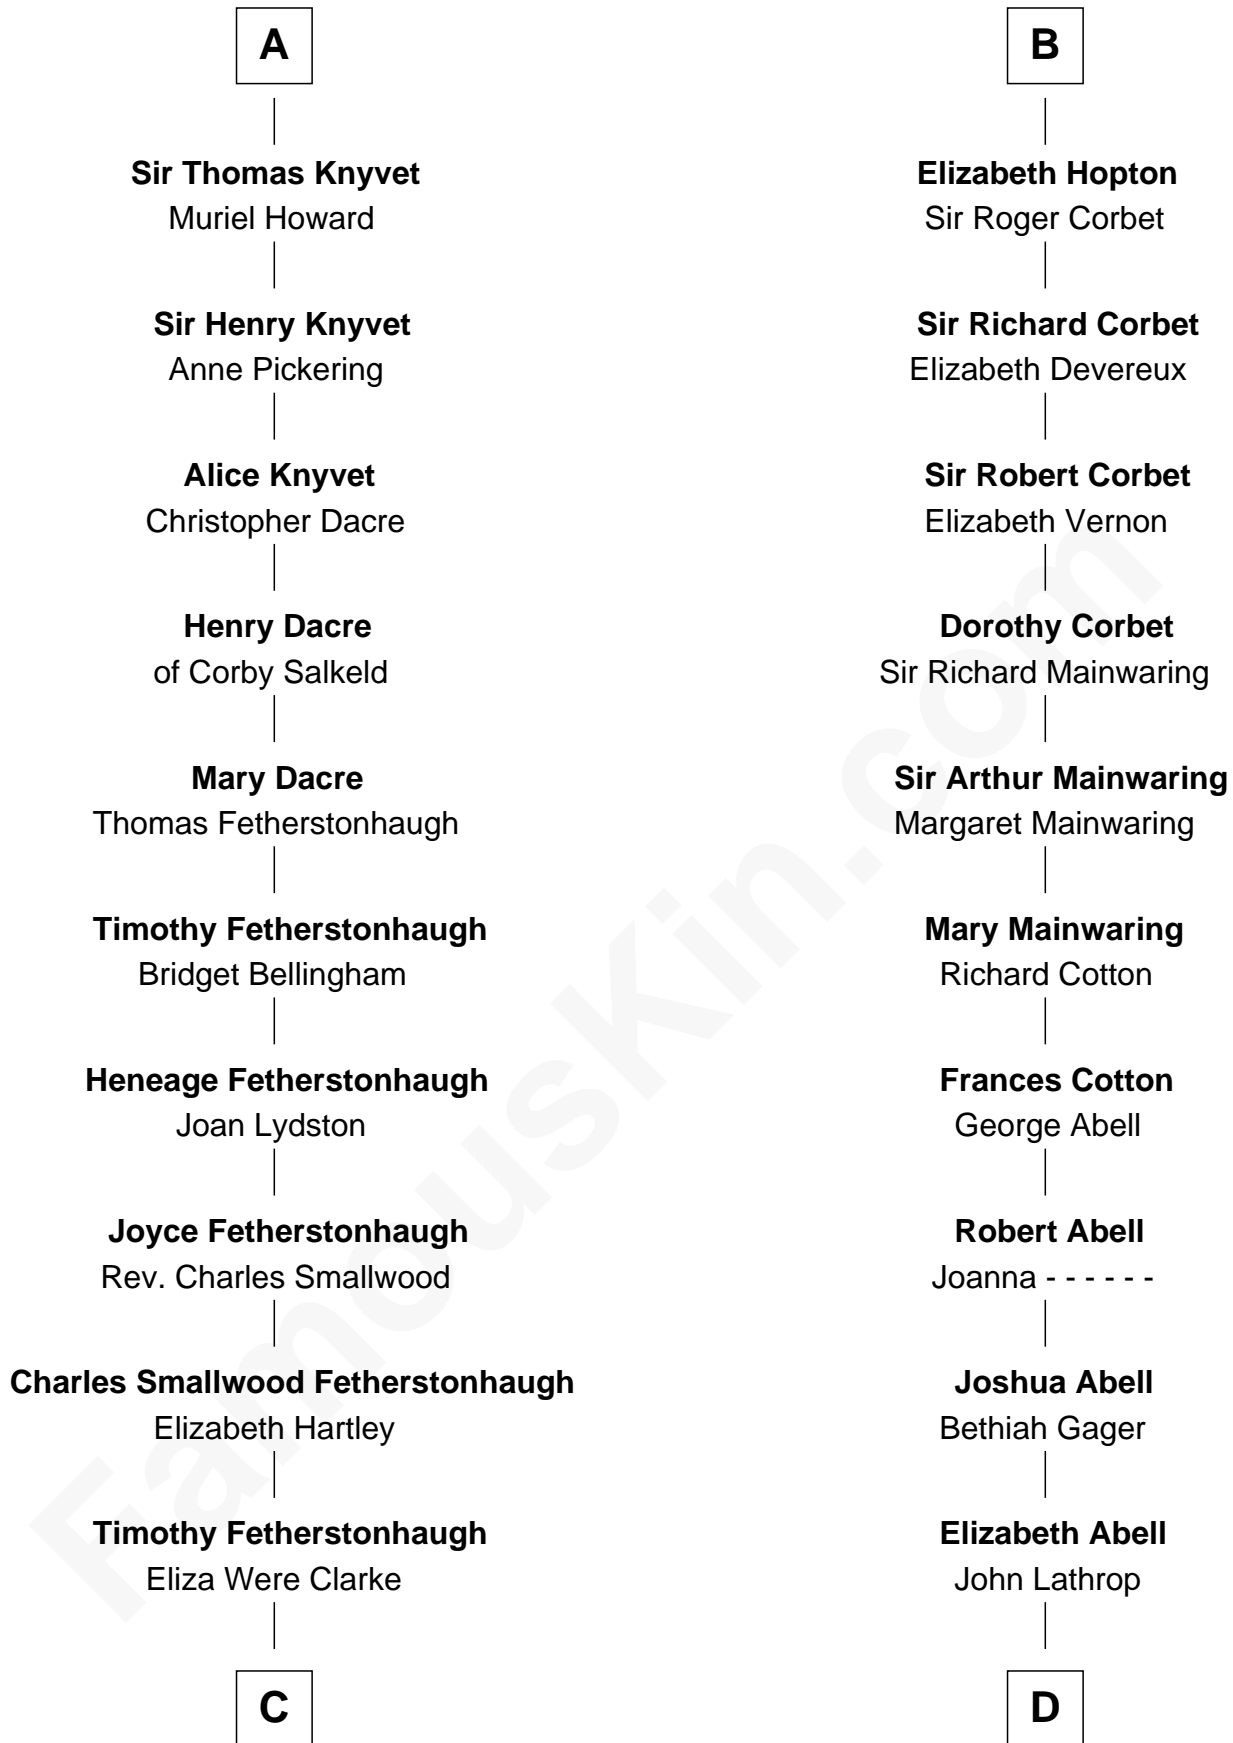 A
Sir Thomas Knyvet
Muriel Howard
Sir Henry Knyvet
Anne Pickering
Alice Knyvet
Christopher Dacre
Henry Dacre
of Corby Salkeld
Mary Dacre
Thomas Fetherstonhaugh
Timothy Fetherstonhaugh
Bridget Bellingham
Heneage Fetherstonhaugh
Joan Lydston
Joyce Fetherstonhaugh
Rev. Charles Smallwood
Charles Smallwood Fetherstonhaugh
Elizabeth Hartley
Timothy Fetherstonhaugh
Eliza Were Clarke
C
B
Elizabeth Hopton
Sir Roger Corbet
Sir Richard Corbet
Elizabeth Devereux
Sir Robert Corbet
Elizabeth Vernon
Dorothy Corbet
Sir Richard Mainwaring
Sir Arthur Mainwaring
Margaret Mainwaring
Mary Mainwaring
Richard Cotton
Frances Cotton
George Abell
Robert Abell
Joanna - - - - - -
Joshua Abell
Bethiah Gager
Elizabeth Abell
John Lathrop
D
FamousKin.com